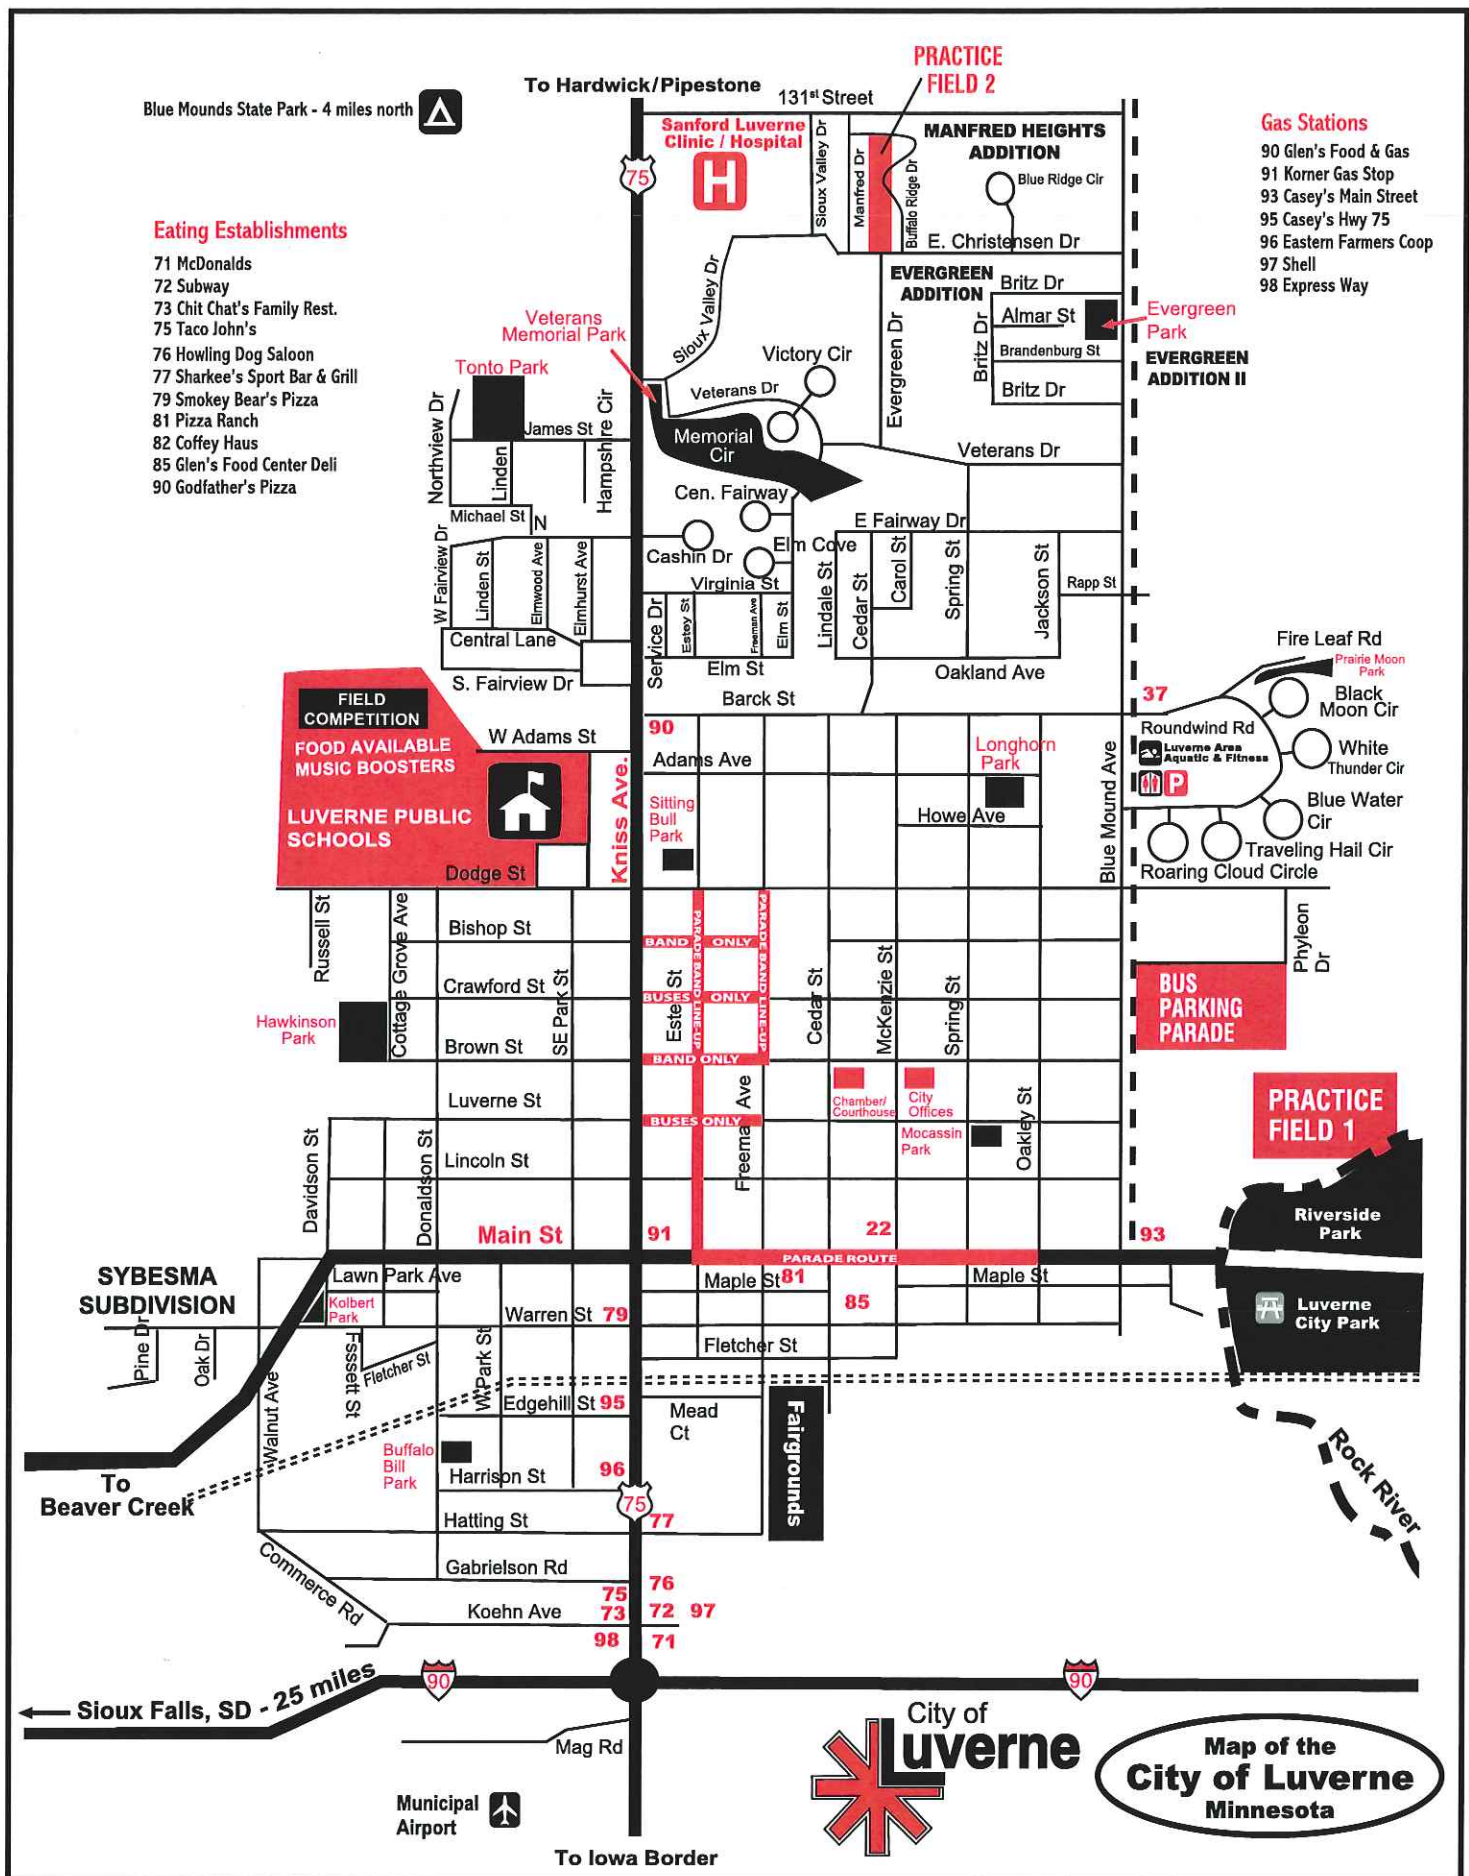 To Hardwick/Pipestone
PRACTICE
FIELD 2
131st Street
Blue Mounds State Park - 4 miles north
Sanford Luverne
Clinic / Hospital
H
75
Sioux Valley Dr
Manfred Dr
Buffalo Ridge Dr
MANFRED HEIGHTS
ADDITION
Blue Ridge Cir
E. Christensen Dr
Gas Stations
90 Glen's Food & Gas
91 Korner Gas Stop
93 Casey's Main Street
95 Casey's Hwy 75
96 Eastern Farmers Coop
97 Shell
98 Express Way
Eating Establishments
71 McDonalds
72 Subway
73 Chit Chat's Family Rest.
75 Taco John's
76 Howling Dog Saloon
77 Sharkee's Sport Bar & Grill
79 Smokey Bear's Pizza
81 Pizza Ranch
82 Coffey Haus
85 Glen's Food Center Deli
90 Godfather's Pizza
EVERGREEN
ADDITION
Britz Dr
Almar St
Britz Dr
Brandenburg St
Britz Dr
Evergreen
Park
EVERGREEN
ADDITION II
Evergreen Dr
Sioux Valley Dr
Veterans
Memorial Park
Tonto Park
Victory Cir
Veterans Dr
Memorial
Cir
Veterans Dr
Northview Dr
James St
Linden
Hampshire Cir
Michael St
N
Cen. Fairway
Cashin Dr
Elm Cove
E Fairway Dr
Virginia St
W Fairview Dr
Linden St
Elmwood Ave
Elmhurst Ave
Central Lane
S. Fairview Dr
Service Dr
Estey St
Freeman Ave
Elm St
Elm St
Lindale St
Cedar St
Carol St
Spring St
Jackson St
Rapp St
Oakland Ave
Barck St
Fire Leaf Rd
Prairie Moon
Park
37
Black
Moon Cir
Roundwind Rd
Luverne Area
Aquatic & Fitness
P
White
Thunder Cir
Blue Water
Cir
Traveling Hail Cir
Roaring Cloud Circle
FIELD
COMPETITION
FOOD AVAILABLE
MUSIC BOOSTERS
LUVERNE PUBLIC
SCHOOLS
W Adams St
Kniss Ave.
90
Adams Ave
Sitting
Bull
Park
Longhorn
Park
Howe Ave
Blue Mound Ave
Dodge St
Russell St
Cottage Grove Ave
Bishop St
Crawford St
Brown St
SE Park St
Hawkinson
Park
BAND ONLY
BUSES ONLY
BAND ONLY
BUSES ONLY
PARADE BAND LINE-UP
PARADE BAND LINE-UP
Este St
Cedar St
McKenzie St
Spring St
Phyleon
Dr
BUS
PARKING
PARADE
Luverne St
Lincoln St
Davidson St
Donaldson St
Freema Ave
Chamber/
Courthouse
City
Offices
Mocassin
Park
Oakley St
PRACTICE
FIELD 1
Riverside
Park
Main St
91
22
93
PARADE ROUTE
SYBESMA
SUBDIVISION
Lawn Park Ave
Kolbert
Park
Warren St
79
Maple St
81
85
Maple St
Fletcher St
Luverne
City Park
Pine Dr
Oak Dr
Walnut Ave
Fsssett St
Fletcher St
W Park St
Edgehill St
95
Mead
Ct
Fairgrounds
To
Beaver Creek
Buffalo
Bill
Park
Harrison St
96
75
77
Hatting St
Rock River
Commerce Rd
Gabrielson Rd
75
76
Koehn Ave
73
72
97
98
71
90
90
Sioux Falls, SD - 25 miles
Mag Rd
Municipal
Airport
To Iowa Border
City of
Luverne
Map of the
City of Luverne
Minnesota